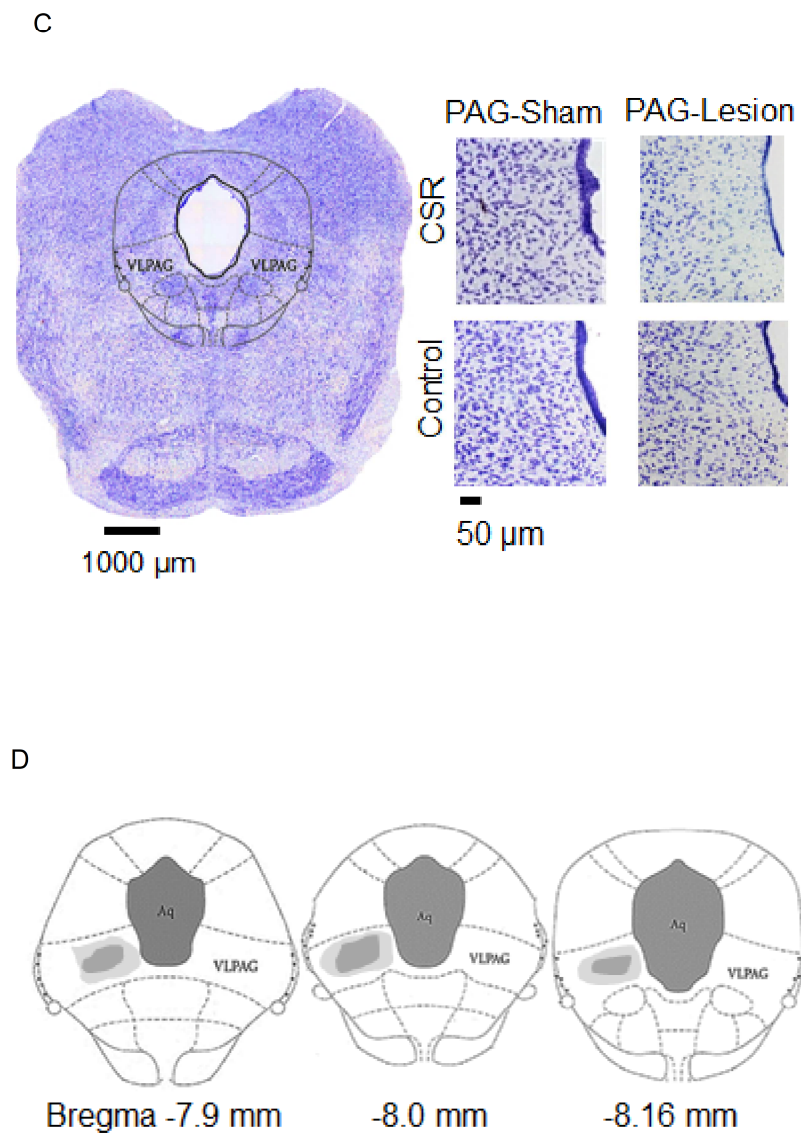 C
PAG-Sham
PAG-Lesion
CSR
VLPAG
VLPAG
Control
1000 µm
50 µm
D
Aq
VLPAG
Aq
VLPAG
Aq
VLPAG
Bregma -7.9 mm
-8.0 mm
-8.16 mm